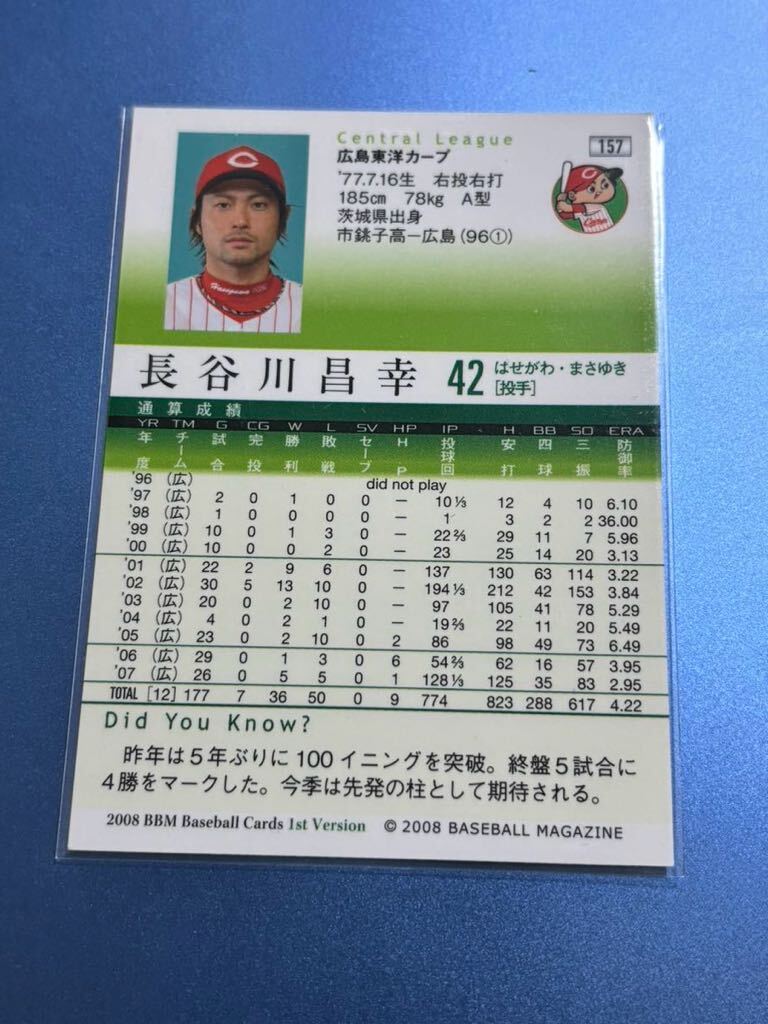 Central League
157
広島東洋カープ
'77.7.16生 右投右打
185cm 78kg A型
茨城県出身
市銚子高ー広島(96①)
長谷川昌幸 42 はせがわ・まさゆき
[投手]
通算成績
YR TM G CG W L SV HP IP H BB SO ERA
年度 チーム 試合 完投 勝利 敗戦 セーブ HP 投球回 安打 四球 三振 防御率
'96 (広) did not play
'97 (広) 2 0 1 0 0 — 10 1/3 12 4 10 6.10
'98 (広) 1 0 0 0 0 — 1 3 2 2 36.00
'99 (広) 10 0 1 3 0 — 22 2/3 29 11 7 5.96
'00 (広) 10 0 0 2 0 — 23 25 14 20 3.13
'01 (広) 22 2 9 6 0 — 137 130 63 114 3.22
'02 (広) 30 5 13 10 0 — 194 1/3 212 42 153 3.84
'03 (広) 20 0 2 10 0 — 97 105 41 78 5.29
'04 (広) 4 0 2 1 0 — 19 2/3 22 11 20 5.49
'05 (広) 23 0 2 10 0 2 86 98 49 73 6.49
'06 (広) 29 0 1 3 0 6 54 2/3 62 16 57 3.95
'07 (広) 26 0 5 5 0 1 128 1/3 125 35 83 2.95
TOTAL [12] 177 7 36 50 0 9 774 823 288 617 4.22
Did You Know?
昨年は5年ぶりに100イニングを突破。終盤5試合に
4勝をマークした。今季は先発の柱として期待される。
2008 BBM Baseball Cards 1st Version © 2008 BASEBALL MAGAZINE